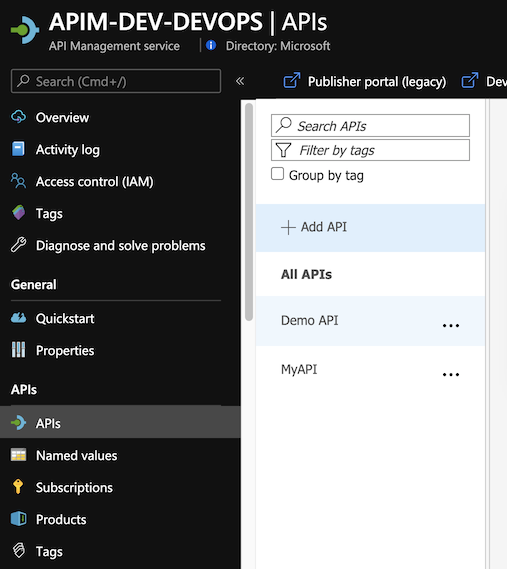 APIM-DEV-DEVOPS | APIs
API Management service
Directory: Microsoft
Search (Cmd+/)
«
Overview
Activity log
Access control (IAM)
Tags
Diagnose and solve problems
General
Quickstart
Properties
APIs
APIs
Named values
Subscriptions
Products
Tags
Publisher portal (legacy)
Dev
Search APIs
Filter by tags
Group by tag
+ Add API
All APIs
Demo API
...
MyAPI
...